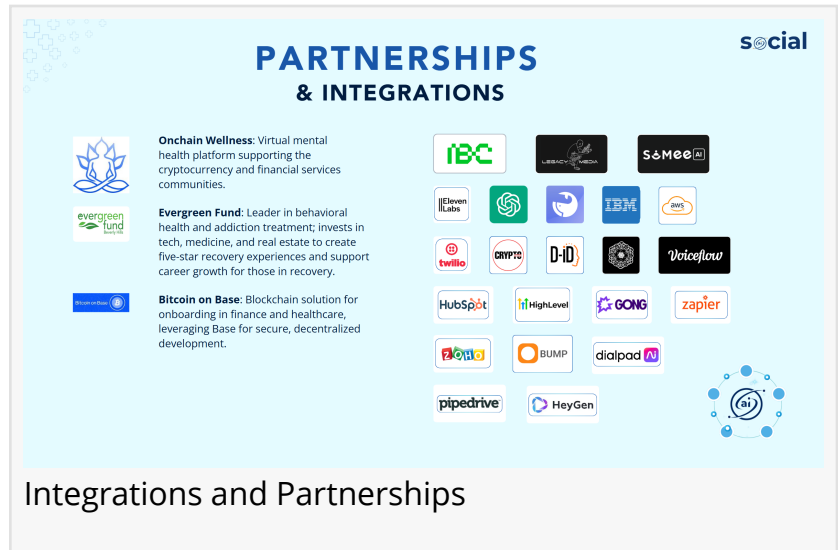 social
PARTNERSHIPS
& INTEGRATIONS
Onchain Wellness: Virtual mental
health platform supporting the
cryptocurrency and financial services
communities.
evergreen
fund
Beverly Hills
Evergreen Fund: Leader in behavioral
health and addiction treatment; invests in
tech, medicine, and real estate to create
five-star recovery experiences and support
career growth for those in recovery.
Bitcoin on Base
Bitcoin on Base: Blockchain solution for
onboarding in finance and healthcare,
leveraging Base for secure, decentralized
development.
IBC
LEGACY MEDIA
SoMee AI
||Eleven
Labs
IBM
aws
twilio
CRYPTO
D-iD
Voiceflow
HubSpot
HighLevel
GONG
zapier
ZOHO
BUMP
dialpad Ai
pipedrive
HeyGen
ai
Integrations and Partnerships